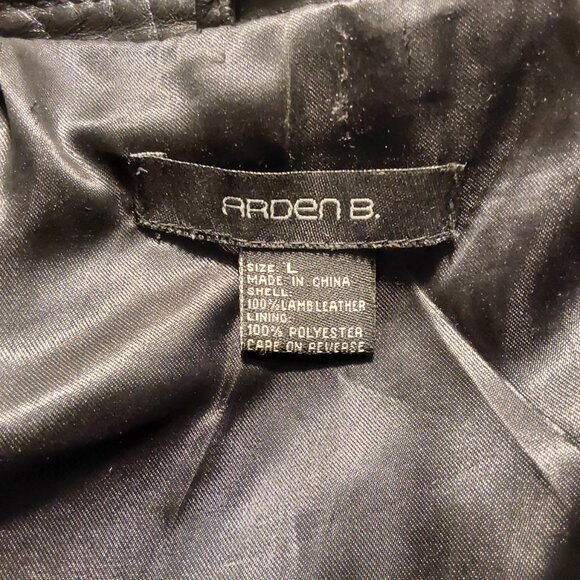 ARDEN B.
SIZE: L
MADE IN CHINA
SHELL:
100% LAMB LEATHER
LINING:
100% POLYESTER
CARE ON REVERSE